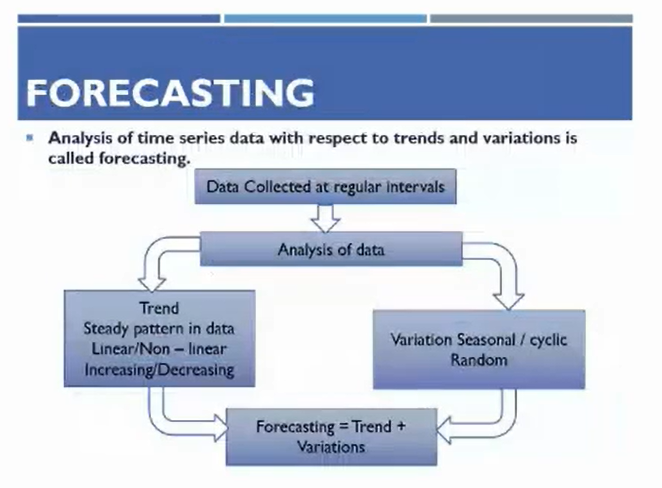 FORECASTING
Analysis of time series data with respect to trends and variations is
called forecasting.
Data Collected at regular intervals
Analysis of data
Trend
Steady pattern in data
Linear/Non – linear
Increasing/Decreasing
Variation Seasonal / cyclic
Random
Forecasting = Trend +
Variations